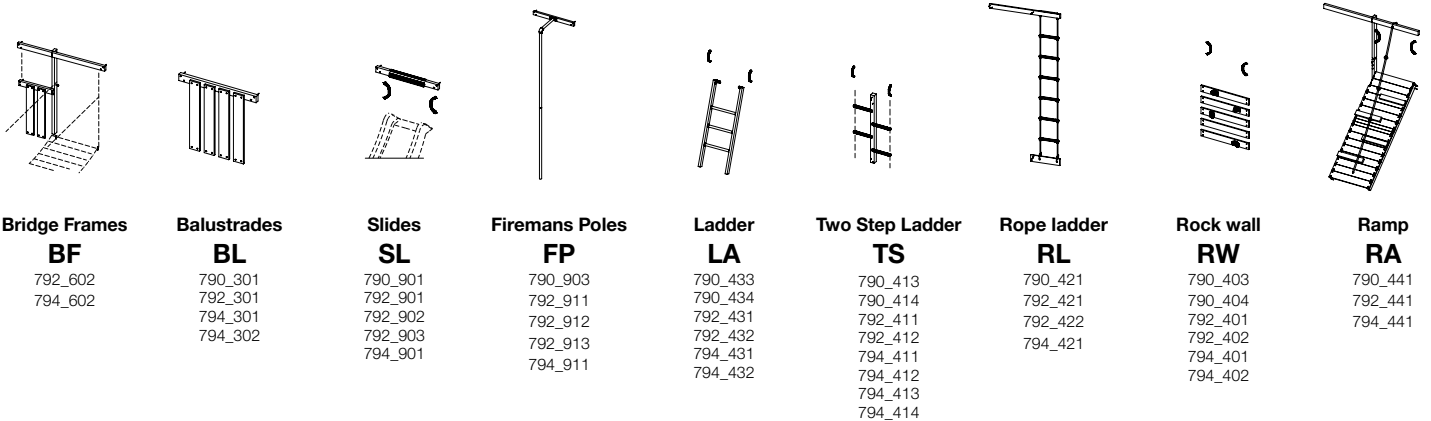 Bridge Frames
BF
792_602
794_602
Balustrades
BL
790_301
792_301
794_301
794_302
Slides
SL
790_901
792_901
792_902
792_903
794_901
Firemans Poles
FP
790_903
792_911
792_912
792_913
794_911
Ladder
LA
790_433
790_434
792_431
792_432
794_431
794_432
Two Step Ladder
TS
790_413
790_414
792_411
792_412
794_411
794_412
794_413
794_414
Rope ladder
RL
790_421
792_421
792_422
794_421
Rock wall
RW
790_403
790_404
792_401
792_402
794_401
794_402
Ramp
RA
790_441
792_441
794_441